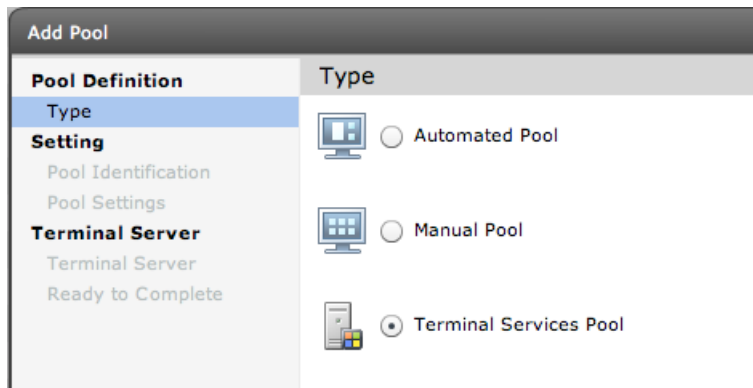 Add Pool
Pool Definition
Type
Setting
Pool Identification
Pool Settings
Terminal Server
Terminal Server
Ready to Complete
Type
Automated Pool
Manual Pool
Terminal Services Pool